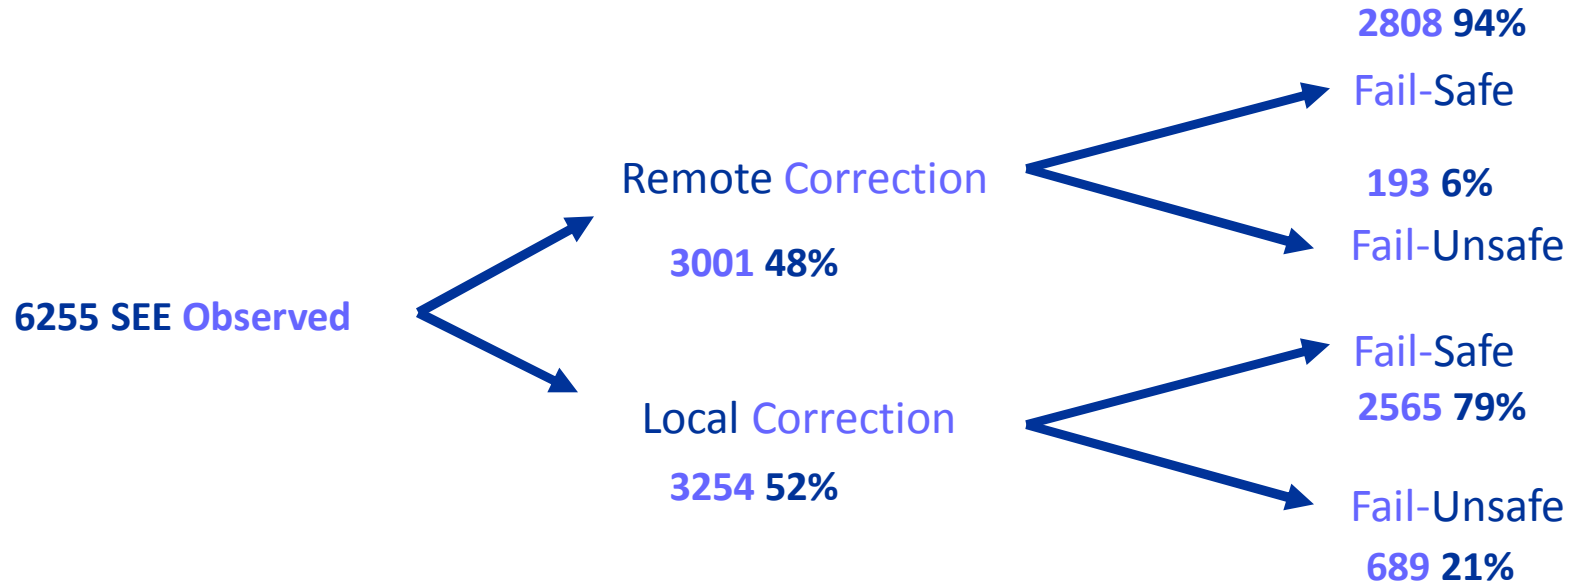 2808 94%
Fail-Safe
Remote Correction
193 6%
3001 48%
Fail-Unsafe
6255 SEE Observed
Fail-Safe
2565 79%
Local Correction
3254 52%
Fail-Unsafe
689 21%